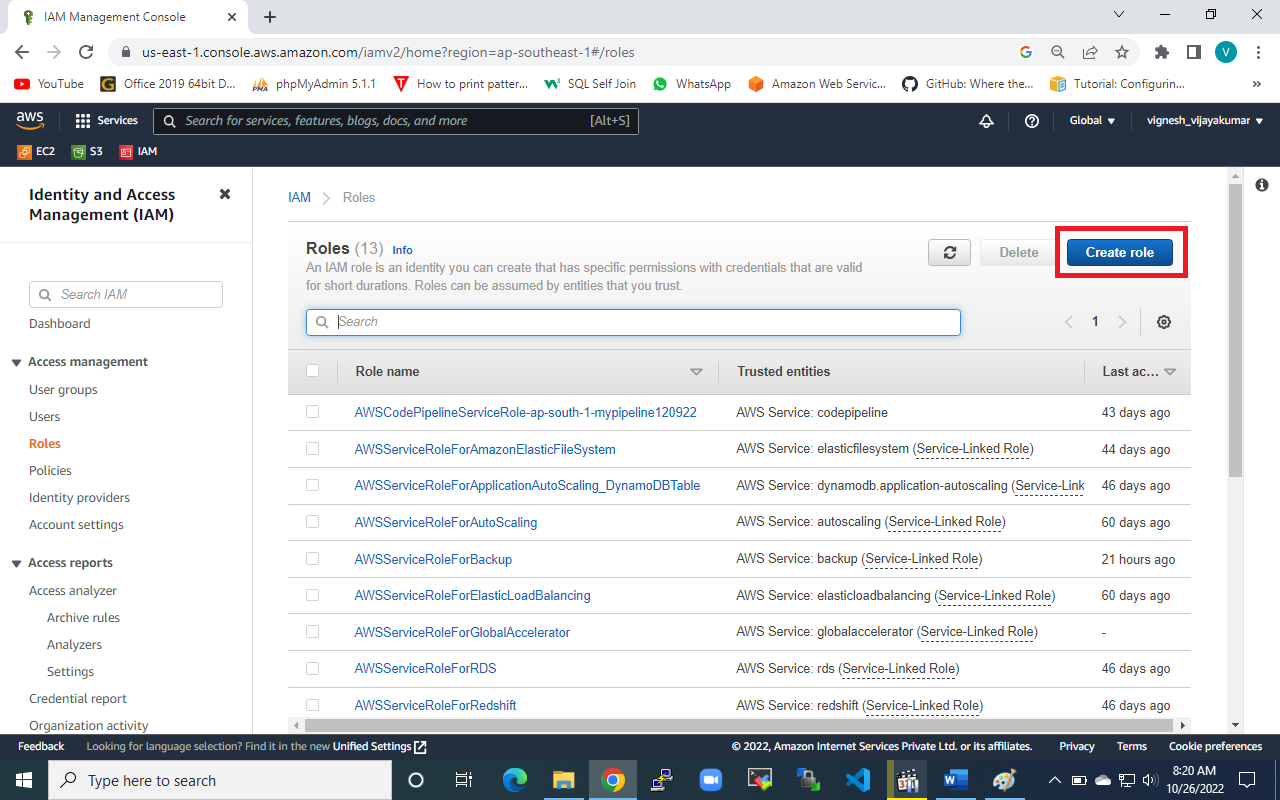 IAM Management Console
us-east-1.console.aws.amazon.com/iamv2/home?region=ap-southeast-1#/roles
V
YouTube
Office 2019 64bit D...
phpMyAdmin 5.1.1
How to print patter...
SQL Self Join
WhatsApp
Amazon Web Servic...
GitHub: Where the...
Tutorial: Configurin...
»
aws
Services
Search for services, features, blogs, docs, and more
[Alt+S]
Global
vignesh_vijayakumar
EC2
S3
IAM
Identity and Access
Management (IAM)
Search IAM
Dashboard
Access management
User groups
Users
Roles
Policies
Identity providers
Account settings
Access reports
Access analyzer
Archive rules
Analyzers
Settings
Credential report
Organization activity
IAM
Roles
Roles (13) Info
An IAM role is an identity you can create that has specific permissions with credentials that are valid
for short durations. Roles can be assumed by entities that you trust.
Delete
Create role
Search
1
Role name
Trusted entities
Last ac...
AWSCodePipelineServiceRole-ap-south-1-mypipeline120922 AWS Service: codepipeline 43 days ago
AWSServiceRoleForAmazonElasticFileSystem AWS Service: elasticfilesystem (Service-Linked Role) 44 days ago
AWSServiceRoleForApplicationAutoScaling_DynamoDBTable AWS Service: dynamodb.application-autoscaling (Service-Link 46 days ago
AWSServiceRoleForAutoScaling AWS Service: autoscaling (Service-Linked Role) 60 days ago
AWSServiceRoleForBackup AWS Service: backup (Service-Linked Role) 21 hours ago
AWSServiceRoleForElasticLoadBalancing AWS Service: elasticloadbalancing (Service-Linked Role) 60 days ago
AWSServiceRoleForGlobalAccelerator AWS Service: globalaccelerator (Service-Linked Role) -
AWSServiceRoleForRDS AWS Service: rds (Service-Linked Role) 46 days ago
AWSServiceRoleForRedshift AWS Service: redshift (Service-Linked Role) 46 days ago
Feedback
Looking for language selection? Find it in the new Unified Settings
© 2022, Amazon Internet Services Private Ltd. or its affiliates.
Privacy
Terms
Cookie preferences
Type here to search
8:20 AM
10/26/2022